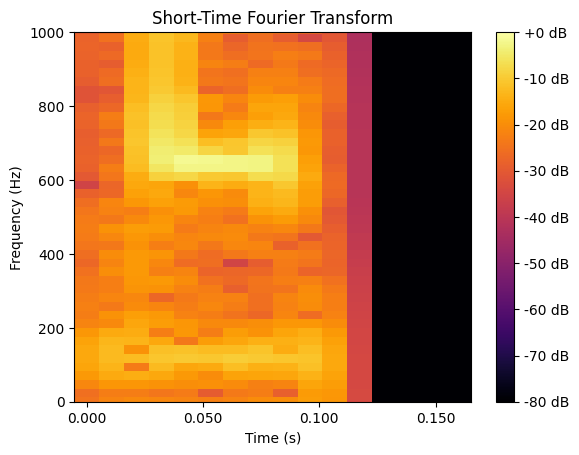 Short-Time Fourier Transform
1000
800
600
400
200
0
Frequency (Hz)
0.000
0.050
0.100
0.150
Time (s)
+0 dB
-10 dB
-20 dB
-30 dB
-40 dB
-50 dB
-60 dB
-70 dB
-80 dB